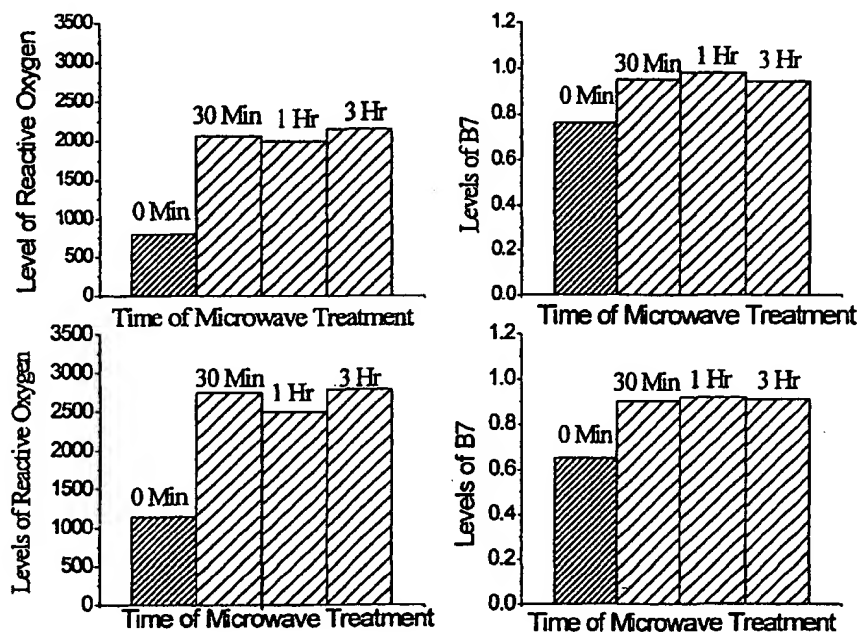 Level of Reactive Oxygen
3500
3000
2500
2000
1500
1000
500
0
0 Min
30 Min
1 Hr
3 Hr
Time of Microwave Treatment
Levels of B7
1.2
1.0
0.8
0.6
0.4
0.2
0.0
0 Min
30 Min
1 Hr
3 Hr
Time of Microwave Treatment
Levels of Reactive Oxygen
3500
3000
2500
2000
1500
1000
500
0
0 Min
30 Min
1 Hr
3 Hr
Time of Microwave Treatment
Levels of B7
1.2
1.0
0.8
0.6
0.4
0.2
0.0
0 Min
30 Min
1 Hr
3 Hr
Time of Microwave Treatment